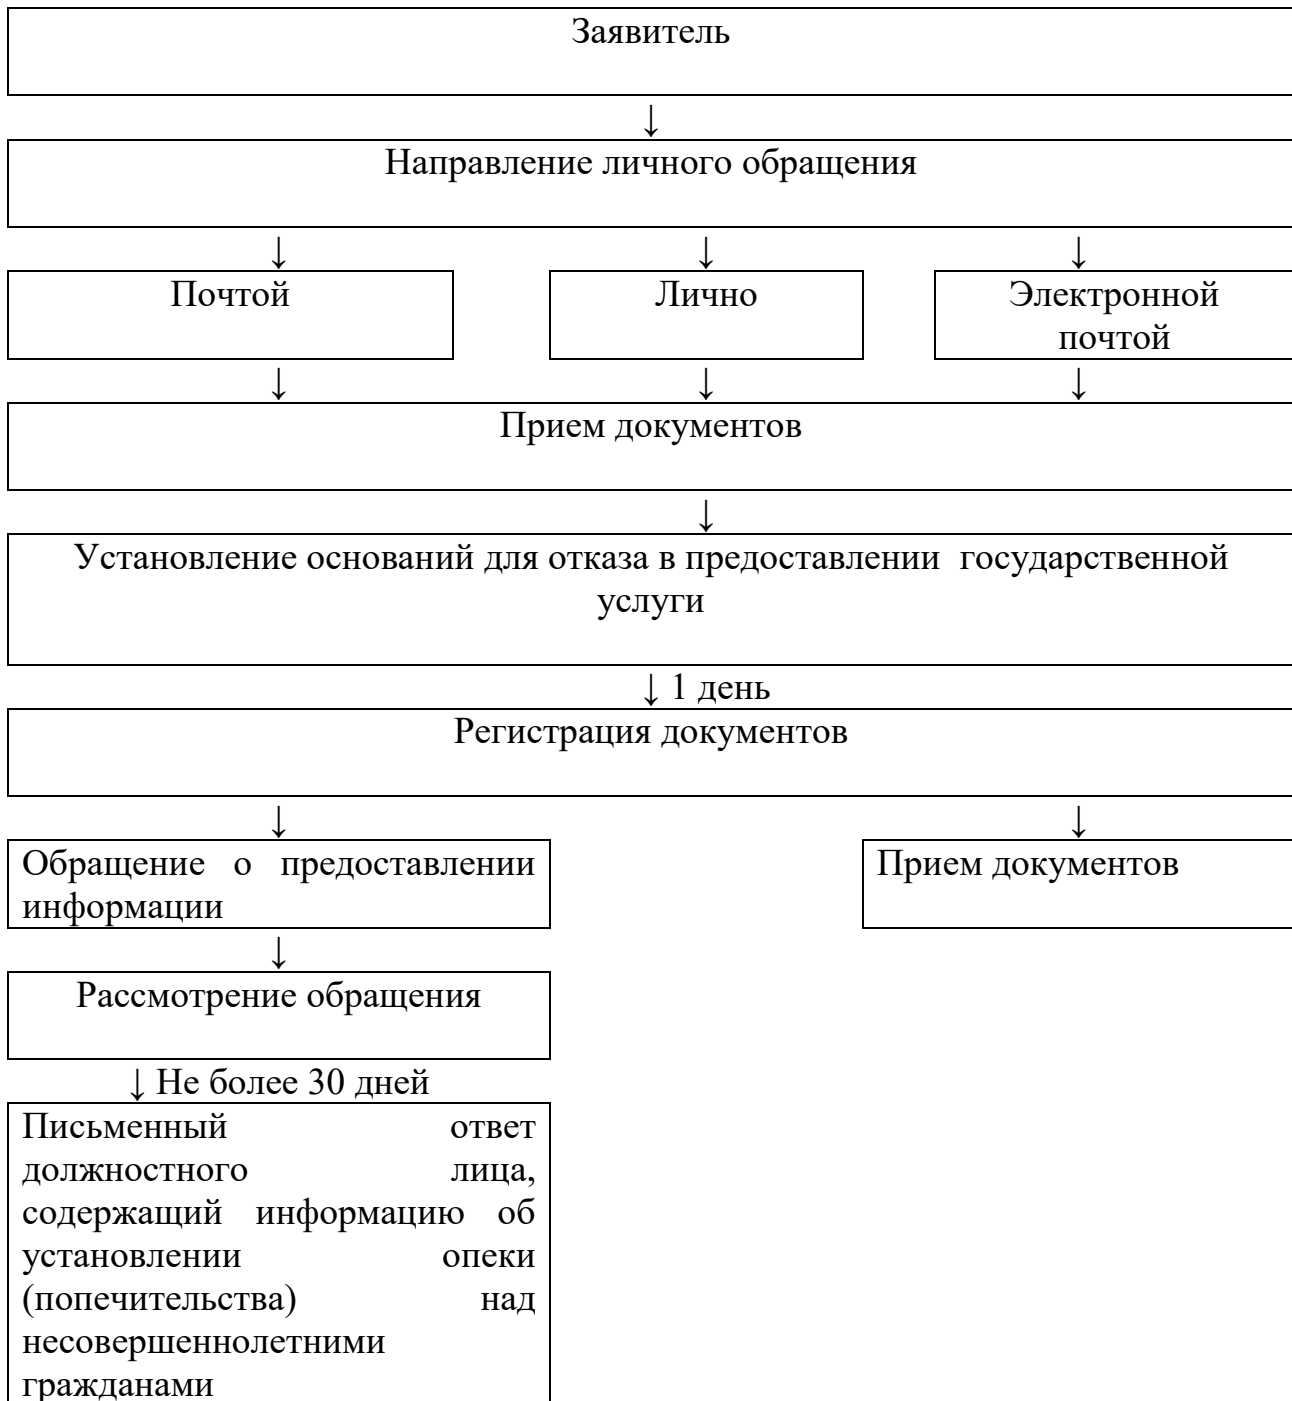 Заявитель
↓
Направление личного обращения
↓ ↓ ↓
Почтой Лично Электронной
почтой
↓ ↓ ↓
Прием документов
↓
Установление оснований для отказа в предоставлении государственной
услуги
↓ 1 день
Регистрация документов
↓ ↓
Обращение о предоставлении
информации
Прием документов
↓
Рассмотрение обращения
↓ Не более 30 дней
Письменный ответ
должностного лица,
содержащий информацию об
установлении опеки
(попечительства) над
несовершеннолетними
гражданами